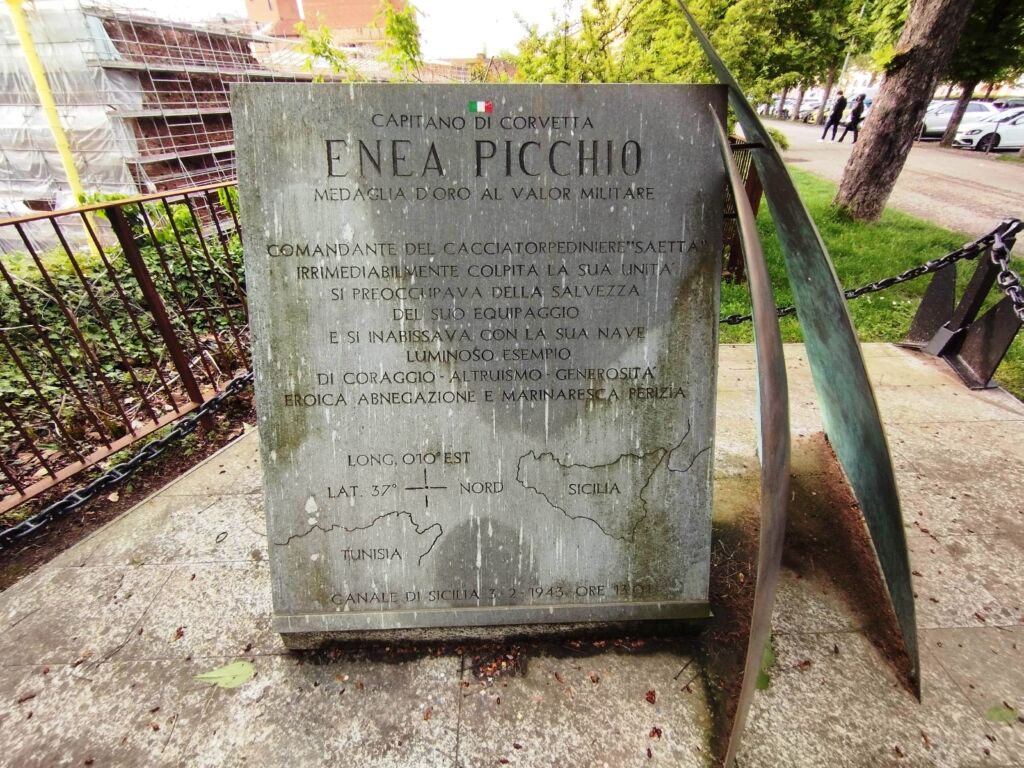 CAPITANO DI CORVETTA
ENEA PICCHIO
MEDAGLIA D'ORO AL VALOR MILITARE
COMANDANTE DEL CACCIATORPEDINIERE "SAETTA"
IRRIMEDIABILMENTE COLPITA LA SUA UNITA'
SI PREOCCUPAVA DELLA SALVEZZA
DEL SUO EQUIPAGGIO
E SI INABISSAVA CON LA SUA NAVE
LUMINOSO ESEMPIO
DI CORAGGIO - ALTRUISMO - GENEROSITA'
EROICA ABNEGAZIONE E MARINARESCA PERIZIA
LONG. 010° EST
LAT. 37° NORD
SICILIA
TUNISIA
CANALE DI SICILIA 3-2-1943 ORE